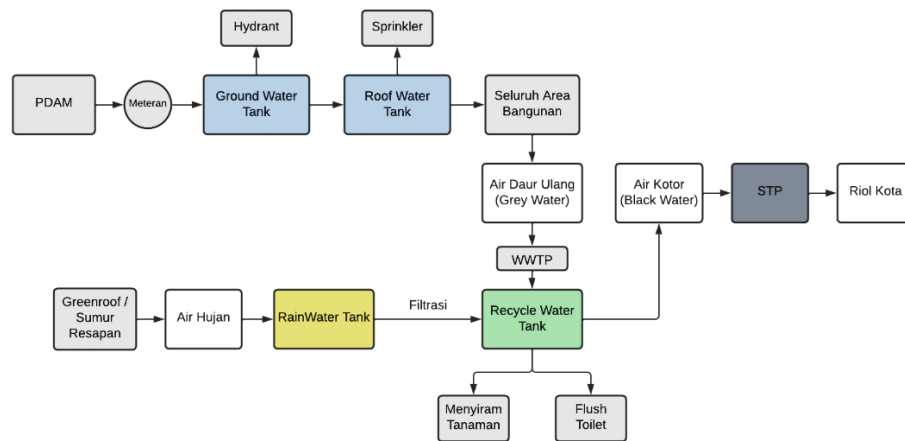 Hydrant
Sprinkler
PDAM
Meteran
Ground Water
Tank
Roof Water
Tank
Seluruh Area
Bangunan
Air Daur Ulang
(Grey Water)
Air Kotor
(Black Water)
STP
Riol Kota
WWTP
Greenroof /
Sumur
Resapan
Air Hujan
RainWater Tank
Filtrasi
Recycle Water
Tank
Menyiram
Tanaman
Flush
Toilet